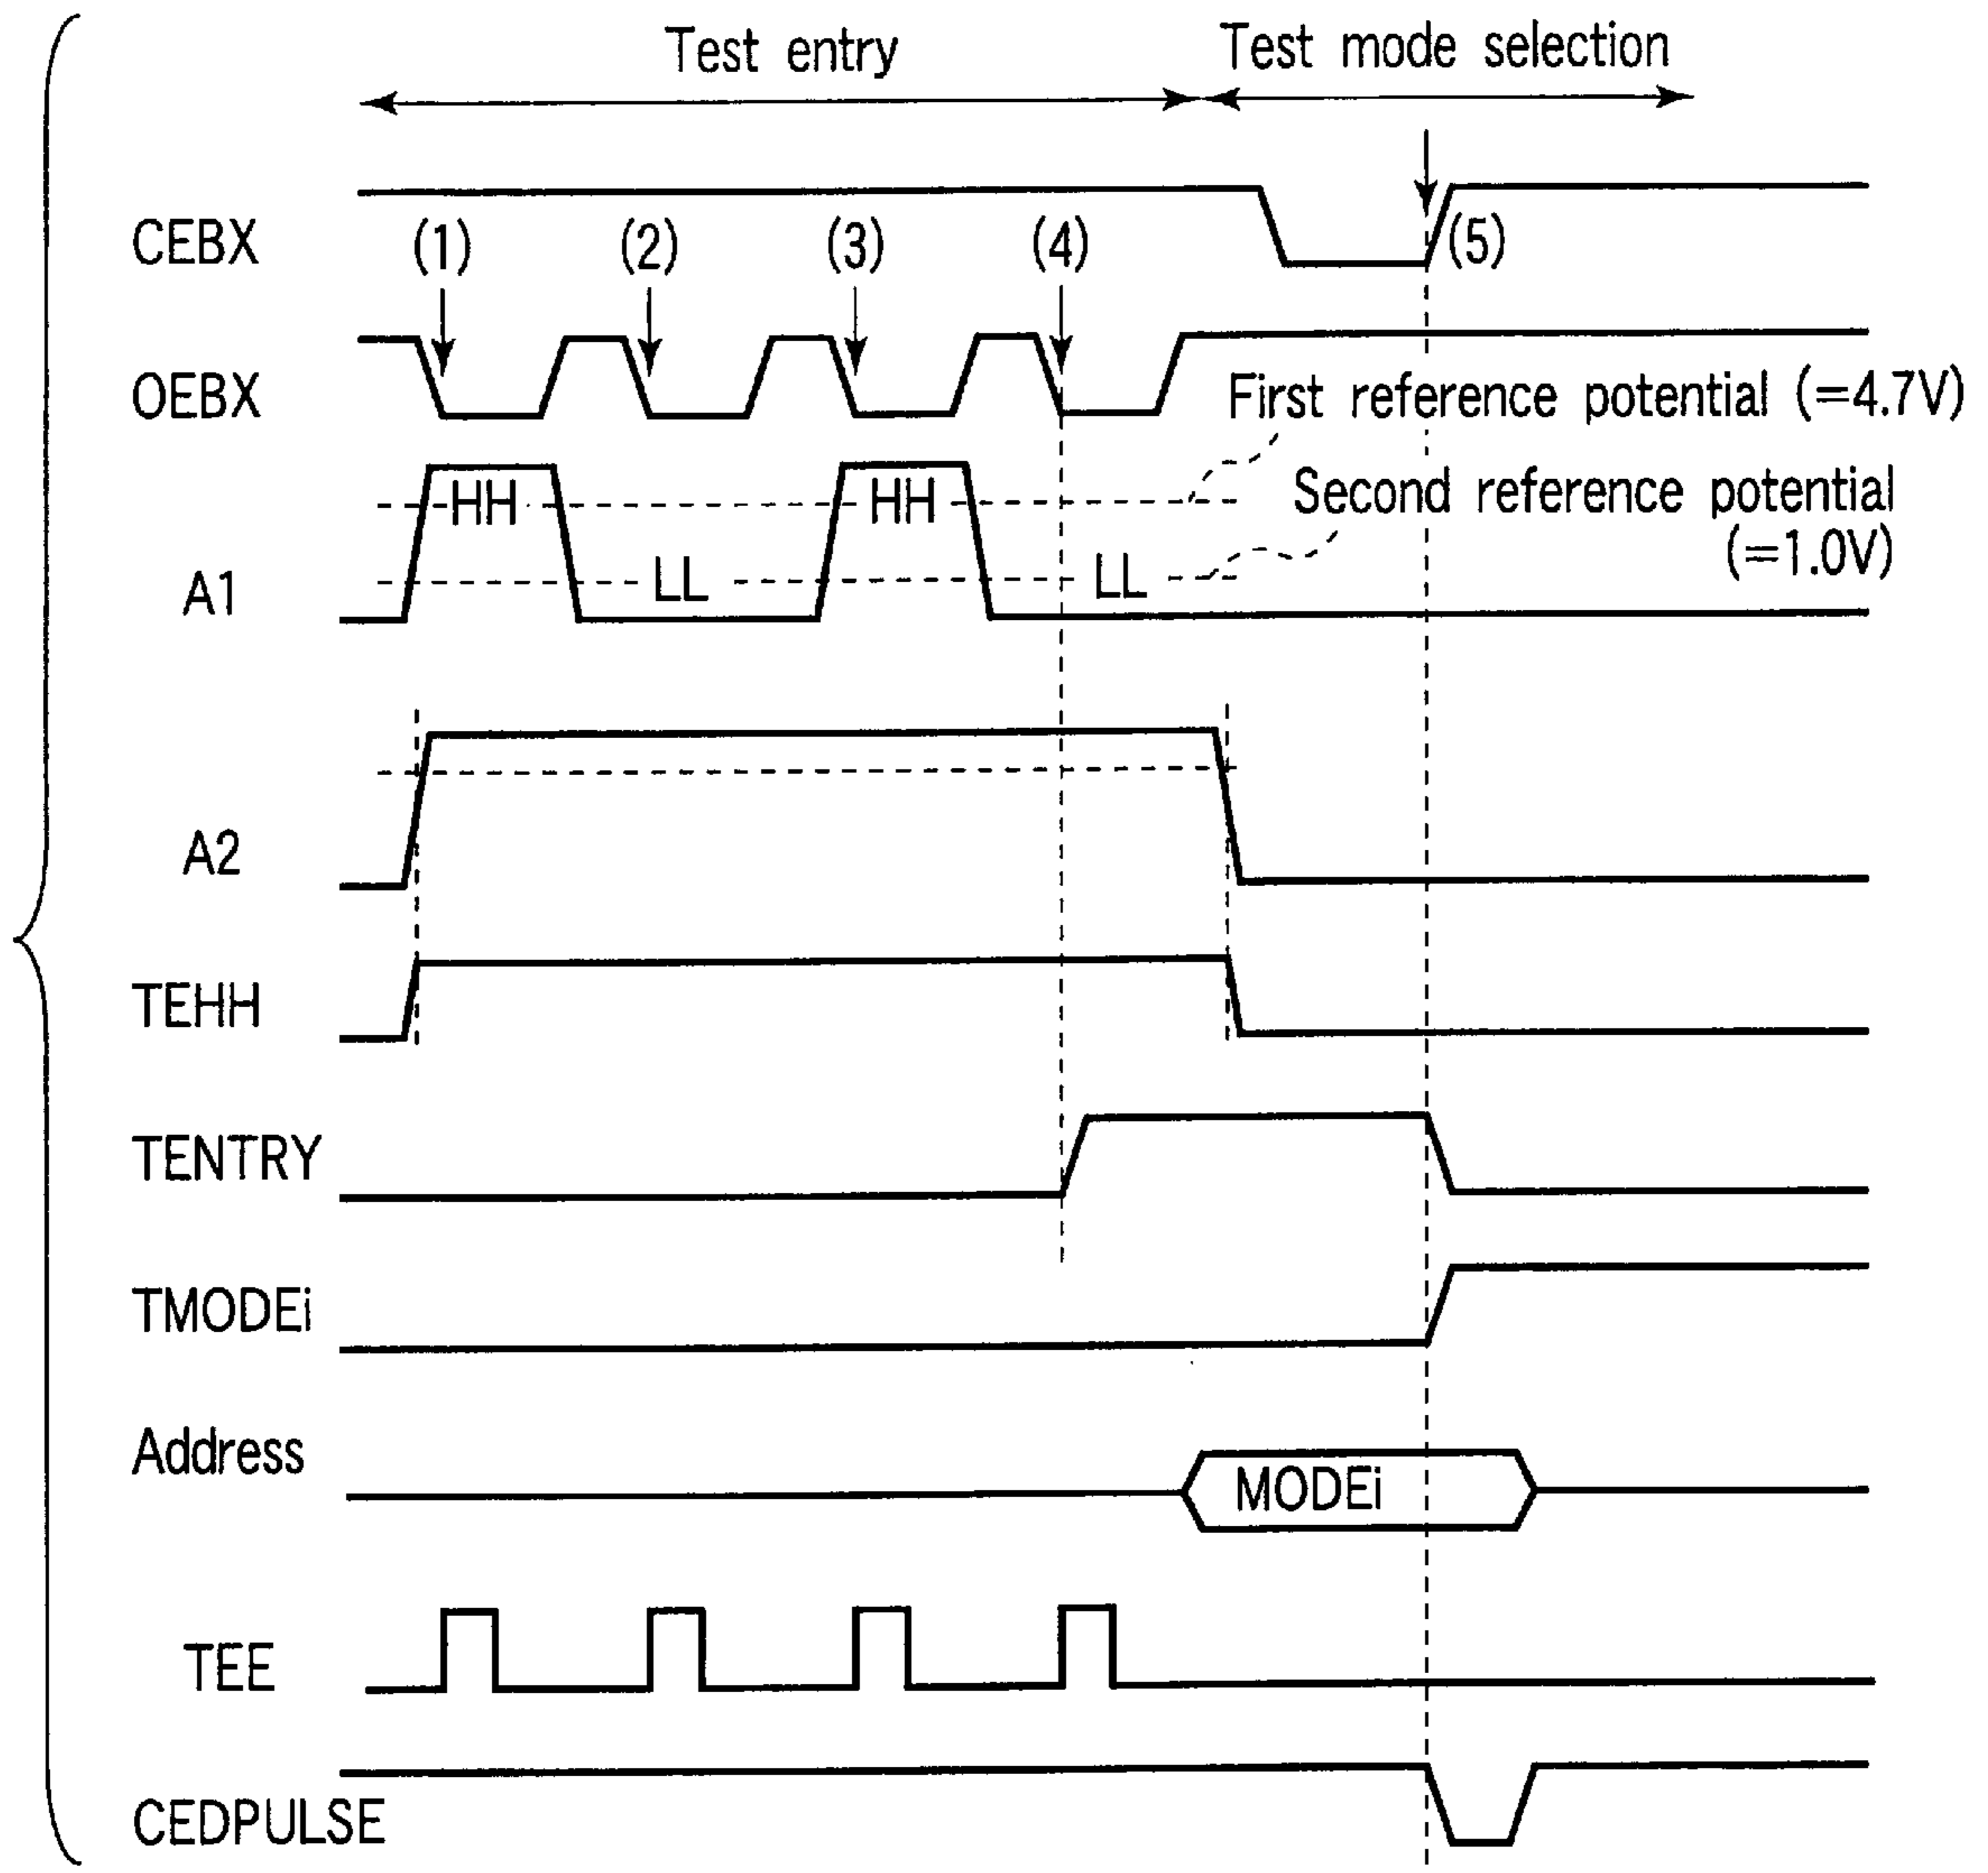 Test entry Test mode selection
CEBX (1) (2) (3) (4) (5)
OEBX
First reference potential (=4.7V)
HH HH Second reference potential
(=1.0V)
A1 LL LL
A2
TEHH
TENTRY
TMODEi
Address
MODEi
TEE
CEDPULSE